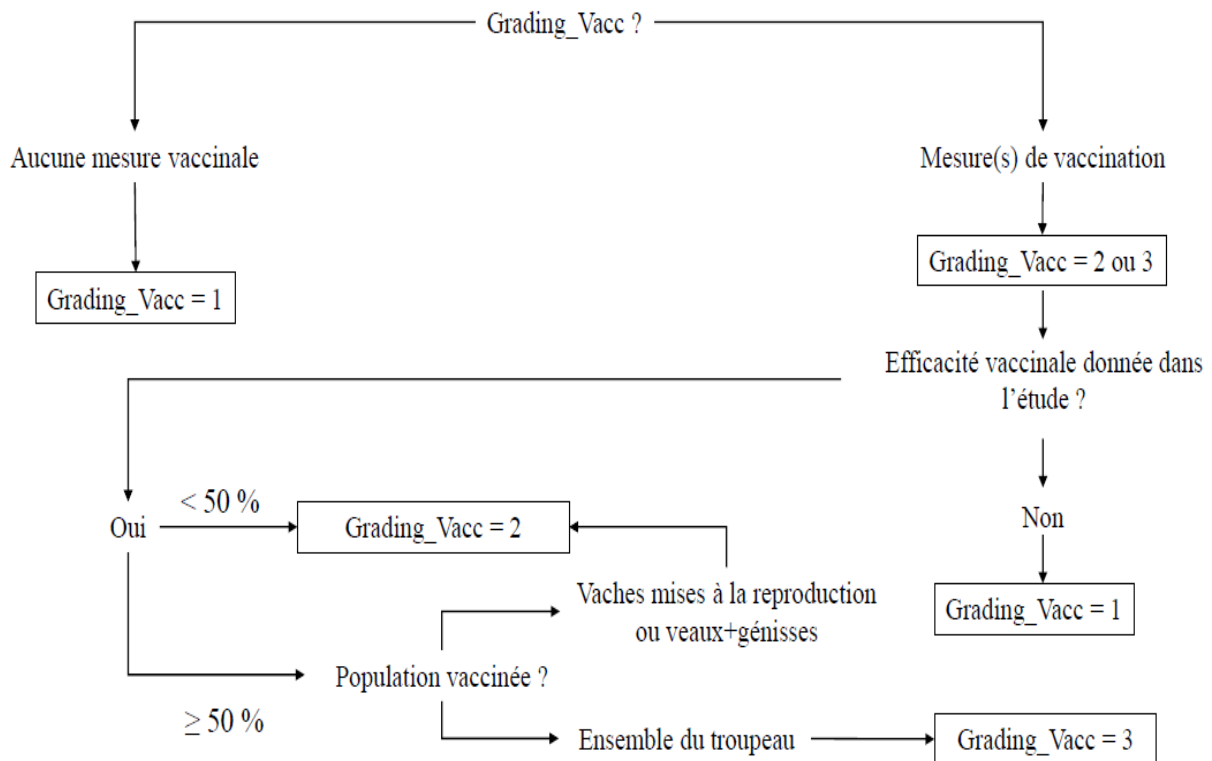 Grading_Vacc ?
Aucune mesure vaccinale
Mesure(s) de vaccination
Grading_Vacc = 1
Grading_Vacc = 2 ou 3
Efficacité vaccinale donnée dans
l’étude ?
< 50 %
Oui
Grading_Vacc = 2
Non
Vaches mises à la reproduction
ou veaux+génisses
Grading_Vacc = 1
Population vaccinée ?
≥ 50 %
Ensemble du troupeau
Grading_Vacc = 3